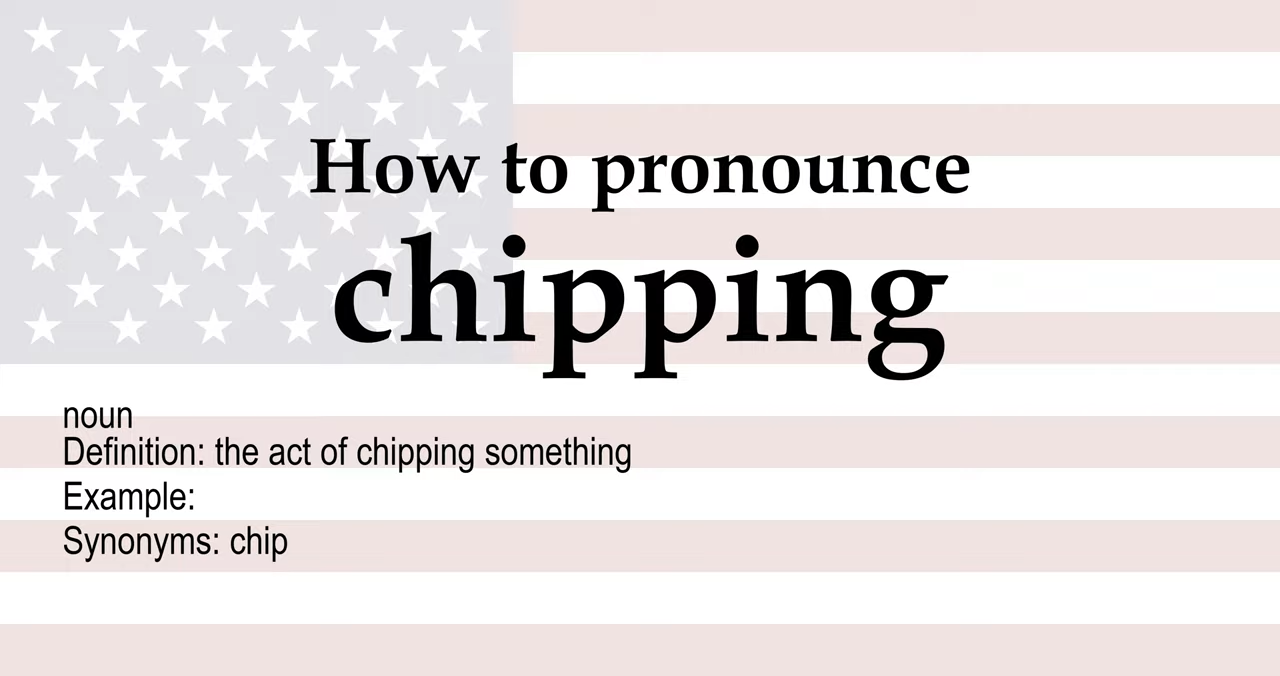 How to pronounce
chipping
noun
Definition: the act of chipping something
Example:
Synonyms: chip